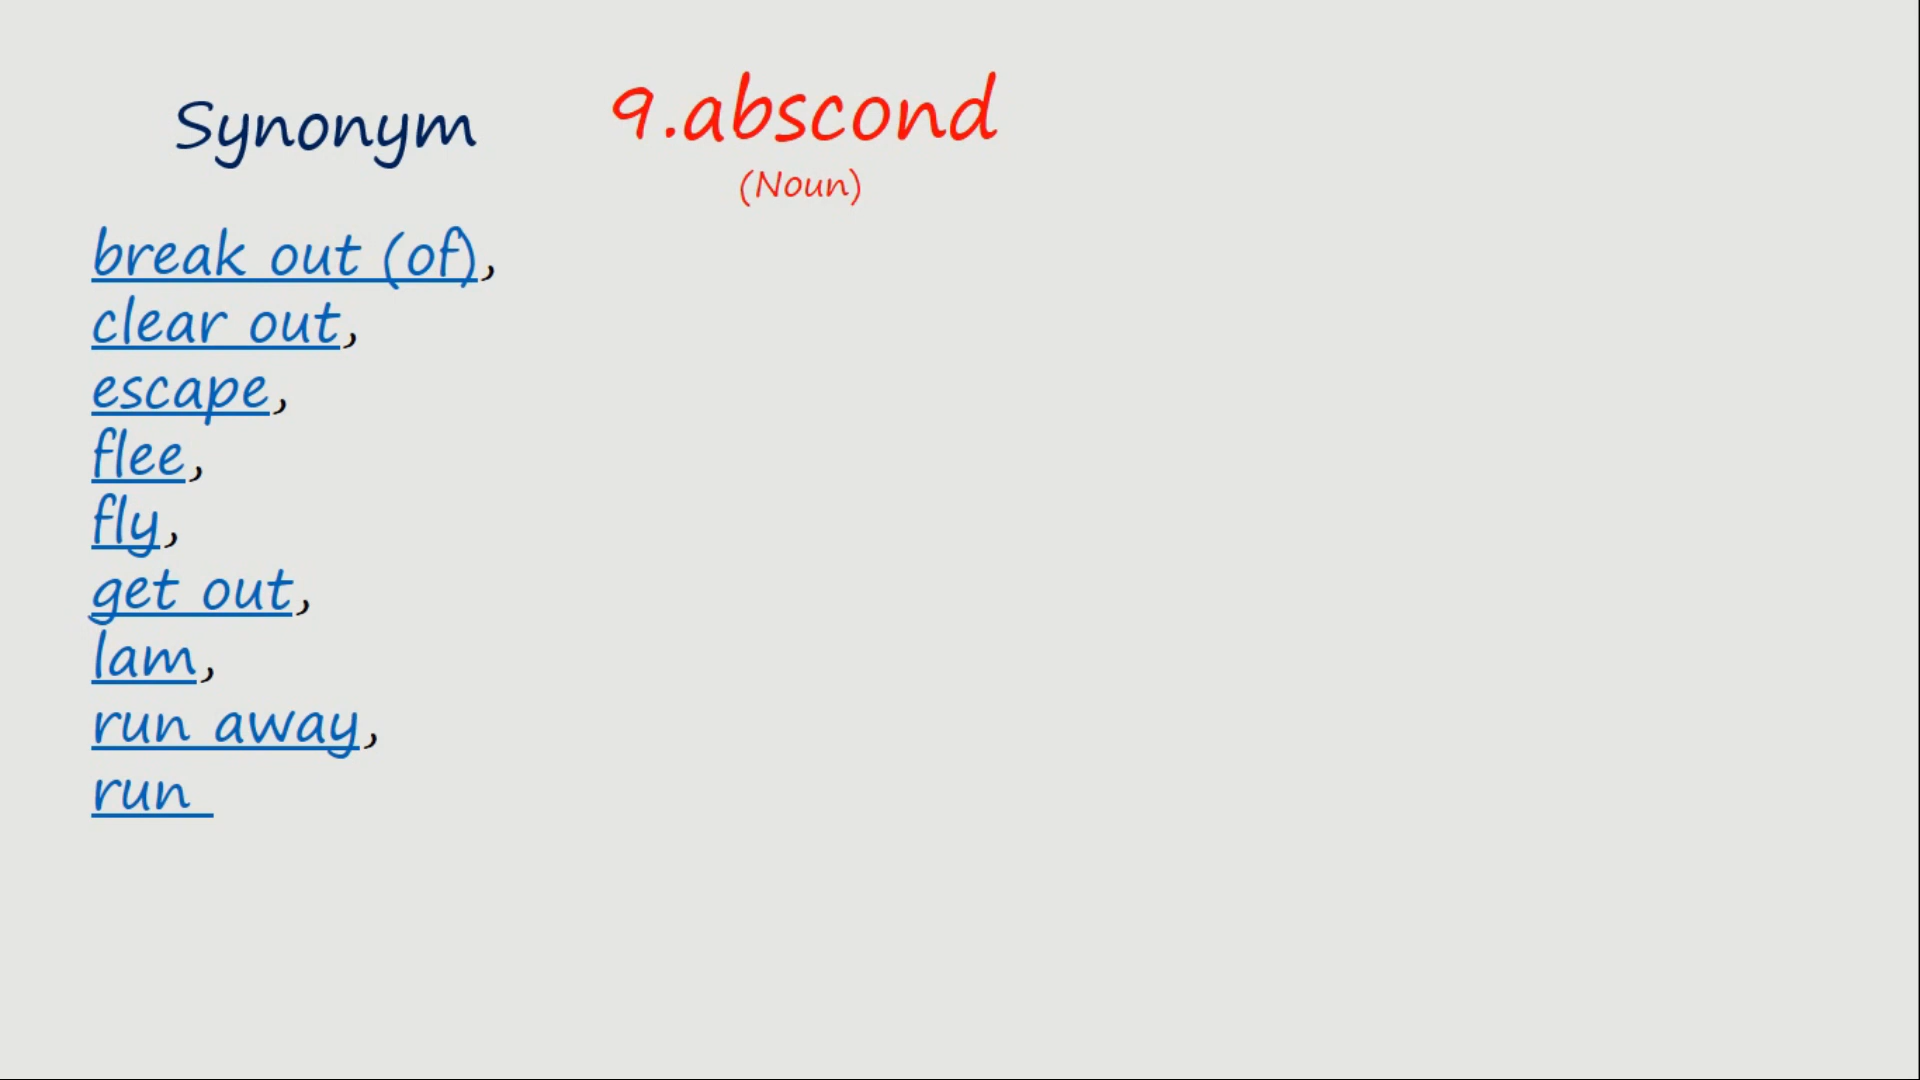 Synonym
9.abscond
(Noun)
break out (of),
clear out,
escape,
flee,
fly,
get out,
lam,
run away,
run